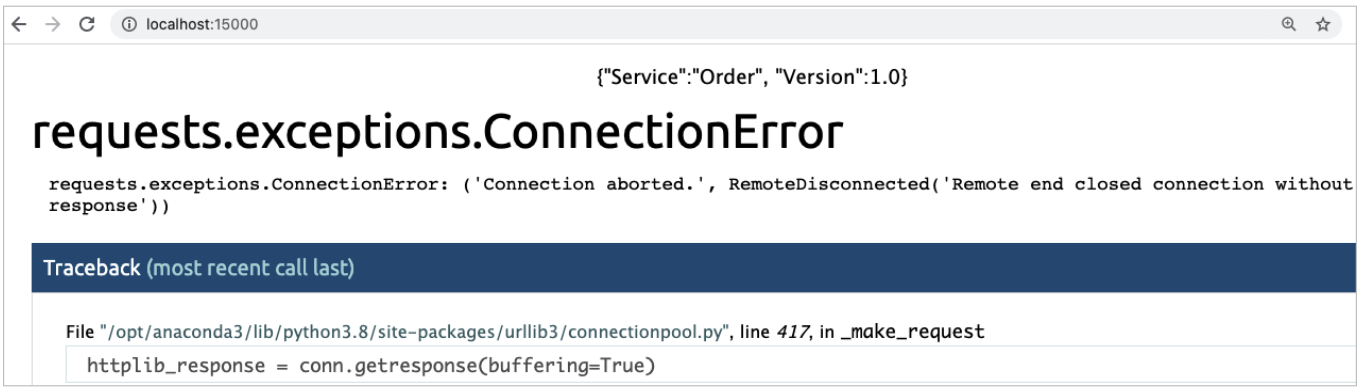 localhost:15000
{"Service":"Order", "Version":1.0}
requests.exceptions.ConnectionError
requests.exceptions.ConnectionError: ('Connection aborted.', RemoteDisconnected('Remote end closed connection without
response'))
Traceback (most recent call last)
File "/opt/anaconda3/lib/python3.8/site-packages/urllib3/connectionpool.py", line 417, in _make_request
httplib_response = conn.getresponse(buffering=True)